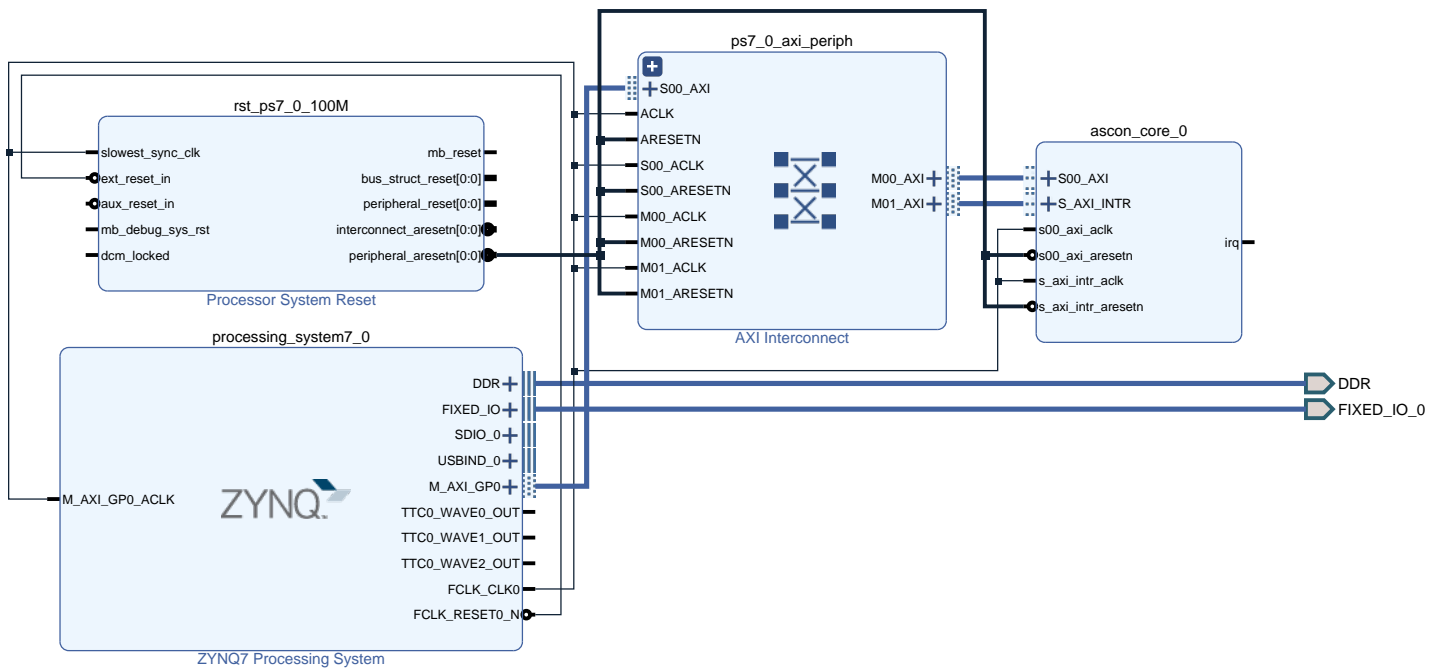 ps7_0_axi_periph
S00_AXI
ACLK
ARESETN
S00_ACLK
S00_ARESETN
M00_ACLK
M00_ARESETN
M01_ACLK
M01_ARESETN
M00_AXI
M01_AXI
AXI Interconnect
rst_ps7_0_100M
slowest_sync_clk
ext_reset_in
aux_reset_in
mb_debug_sys_rst
dcm_locked
mb_reset
bus_struct_reset[0:0]
peripheral_reset[0:0]
interconnect_aresetn[0:0]
peripheral_aresetn[0:0]
Processor System Reset
ascon_core_0
S00_AXI
S_AXI_INTR
s00_axi_aclk
s00_axi_aresetn
s_axi_intr_aclk
s_axi_intr_aresetn
irq
processing_system7_0
M_AXI_GP0_ACLK
ZYNQ
DDR
FIXED_IO
SDIO_0
USBIND_0
M_AXI_GP0
TTC0_WAVE0_OUT
TTC0_WAVE1_OUT
TTC0_WAVE2_OUT
FCLK_CLK0
FCLK_RESET0_N
ZYNQ7 Processing System
DDR
FIXED_IO_0